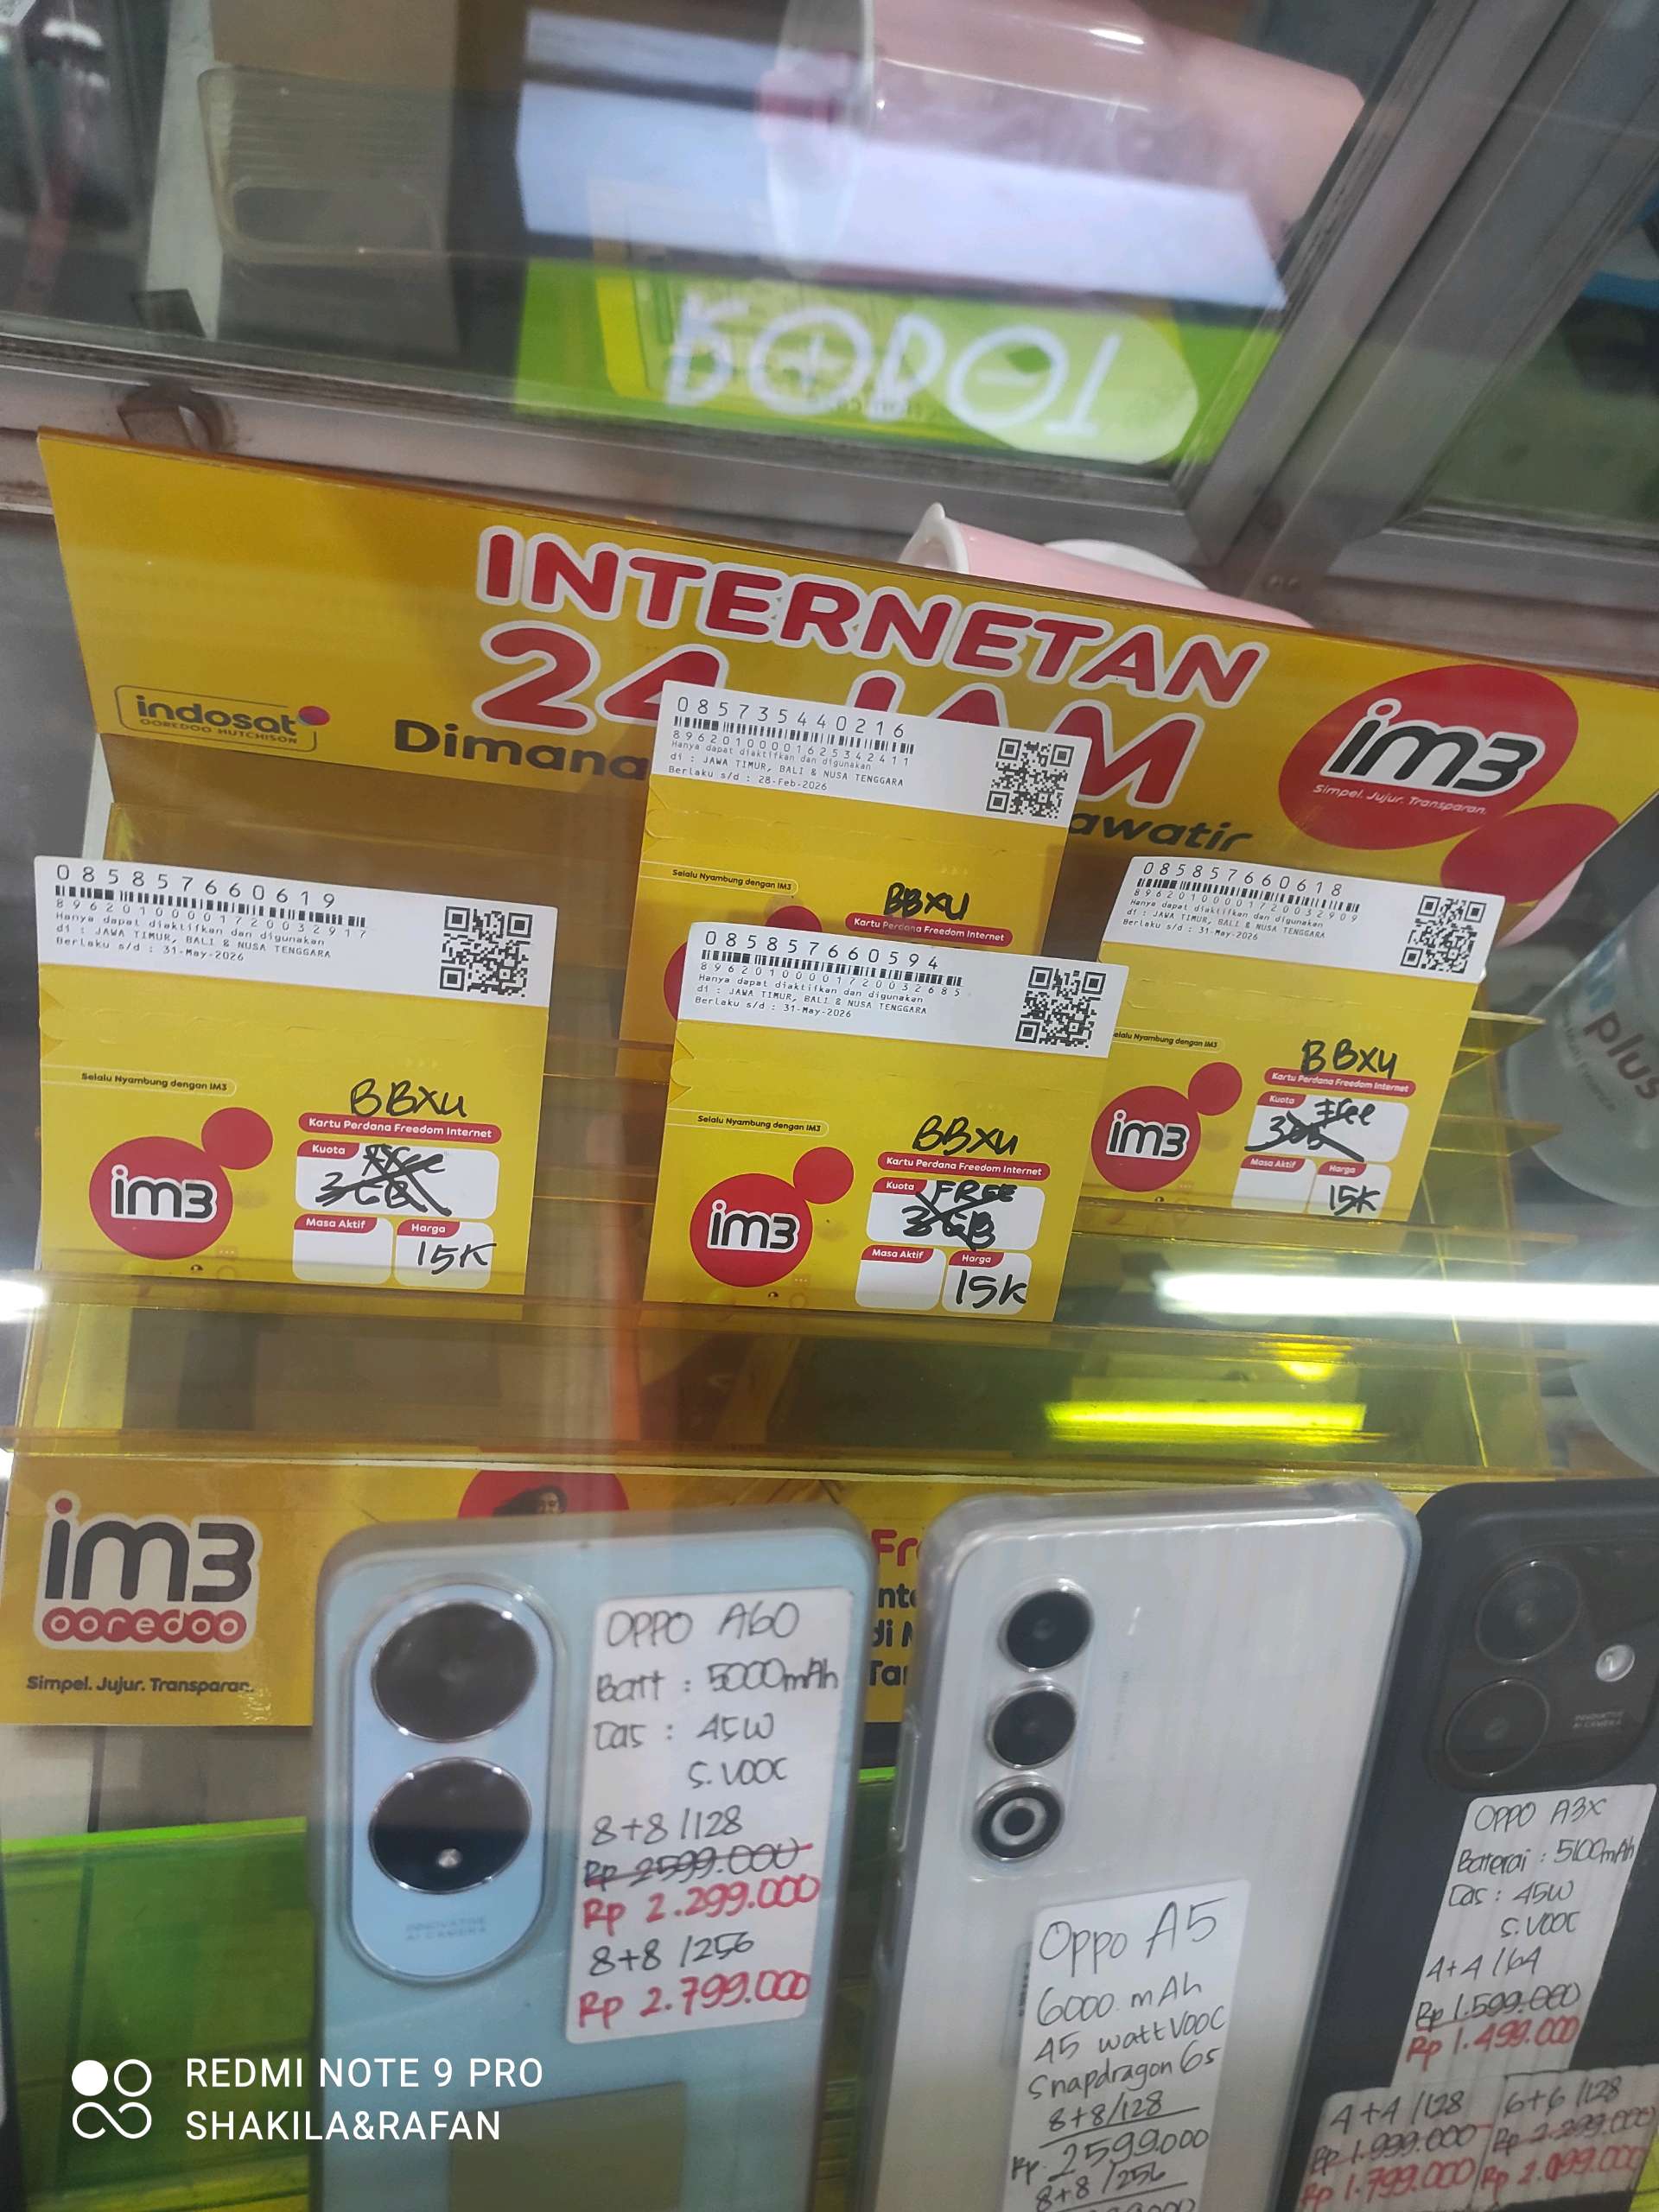 INTERNETAN
24 JAM
indosat
OOREDOO HUTCHISON
Dimana
awatir
im3
Simpel. Jujur. Transparan.
085735440216
89620100001625342411
Hanya dapat diaktifkan dan digunakan
di : JAWA TIMUR, BALI & NUSA TENGGARA
Berlaku s/d : 28-Feb-2026
Selalu Nyambung dengan IM3
BBXU
Kartu Perdana Freedom Internet
085857660619
8962010000172003 2917
Hanya dapat diaktifkan dan digunakan
di : JAWA TIMUR, BALI & NUSA TENGGARA
Berlaku s/d : 31-May-2026
Selalu Nyambung dengan IM3
BBXU
Kartu Perdana Freedom Internet
Kuota
3GB
im3
Masa Aktif
Harga
15K
085857660594
89620100001720032685
Hanya dapat diaktifkan dan digunakan
di : JAWA TIMUR, BALI & NUSA TENGGARA
Berlaku s/d : 31-May-2026
Selalu Nyambung dengan IM3
BBXU
Kartu Perdana Freedom Internet
Kuota
FREE
3GB
im3
Masa Aktif
Harga
15K
085857660618
89620100001720032909
Hanya dapat diaktifkan dan digunakan
di : JAWA TIMUR, BALI & NUSA TENGGARA
Berlaku s/d : 31-May-2026
elalu Nyambung dengan IM3
BBXU
Kartu Perdana Freedom Internet
Kuota
Free
im3
Masa Aktif
Harga
15K
plus
im3
ooredoo
Simpel. Jujur. Transparan.
OPPO A60
Batt : 5000mAh
Cas : 45W
S.VOOC
8+8/128
Rp 2599.000
Rp 2.299.000
8+8/256
Rp 2.799.000
Oppo A5
6000 mAh
45 watt VOOC
Snapdragon 6s
8+8/128
Rp. 2599000
8+8/256
OPPO A3x
Baterai : 5100mAh
Cas : 45W
S.VOOC
4+4/64
Rp 1.599.000
Rp 1.499.000
4+4/128
Rp 1.999.000
Rp 1.799.000
6+6/128
Rp 2.299.000
Rp 2.099.000
REDMI NOTE 9 PRO
SHAKILA&RAFAN